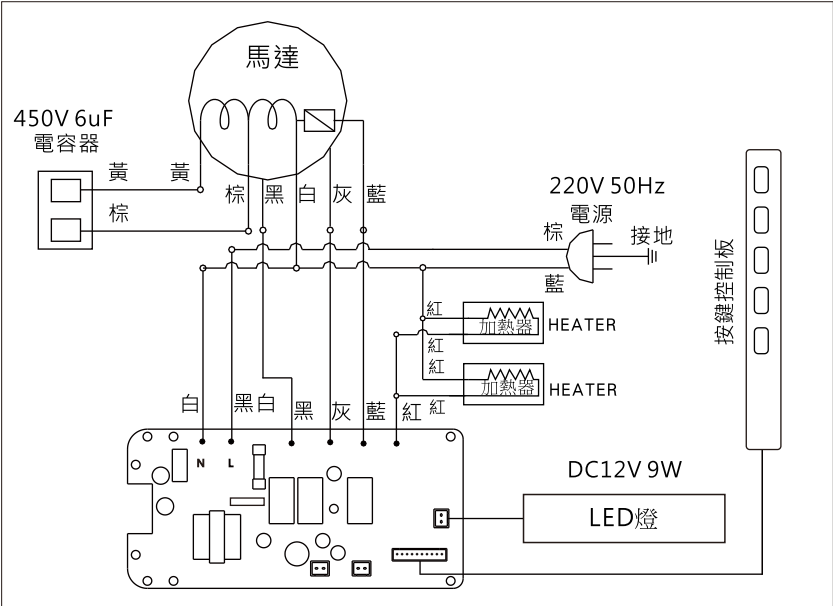 馬達
450V 6uF
電容器
黃
黃
棕
棕
黑
白
灰
藍
220V 50Hz
電源
棕
接地
藍
按鍵控制板
紅
加熱器
HEATER
紅
紅
加熱器
HEATER
白
黑白
黑
灰
藍
紅
紅
N
L
DC12V 9W
LED燈